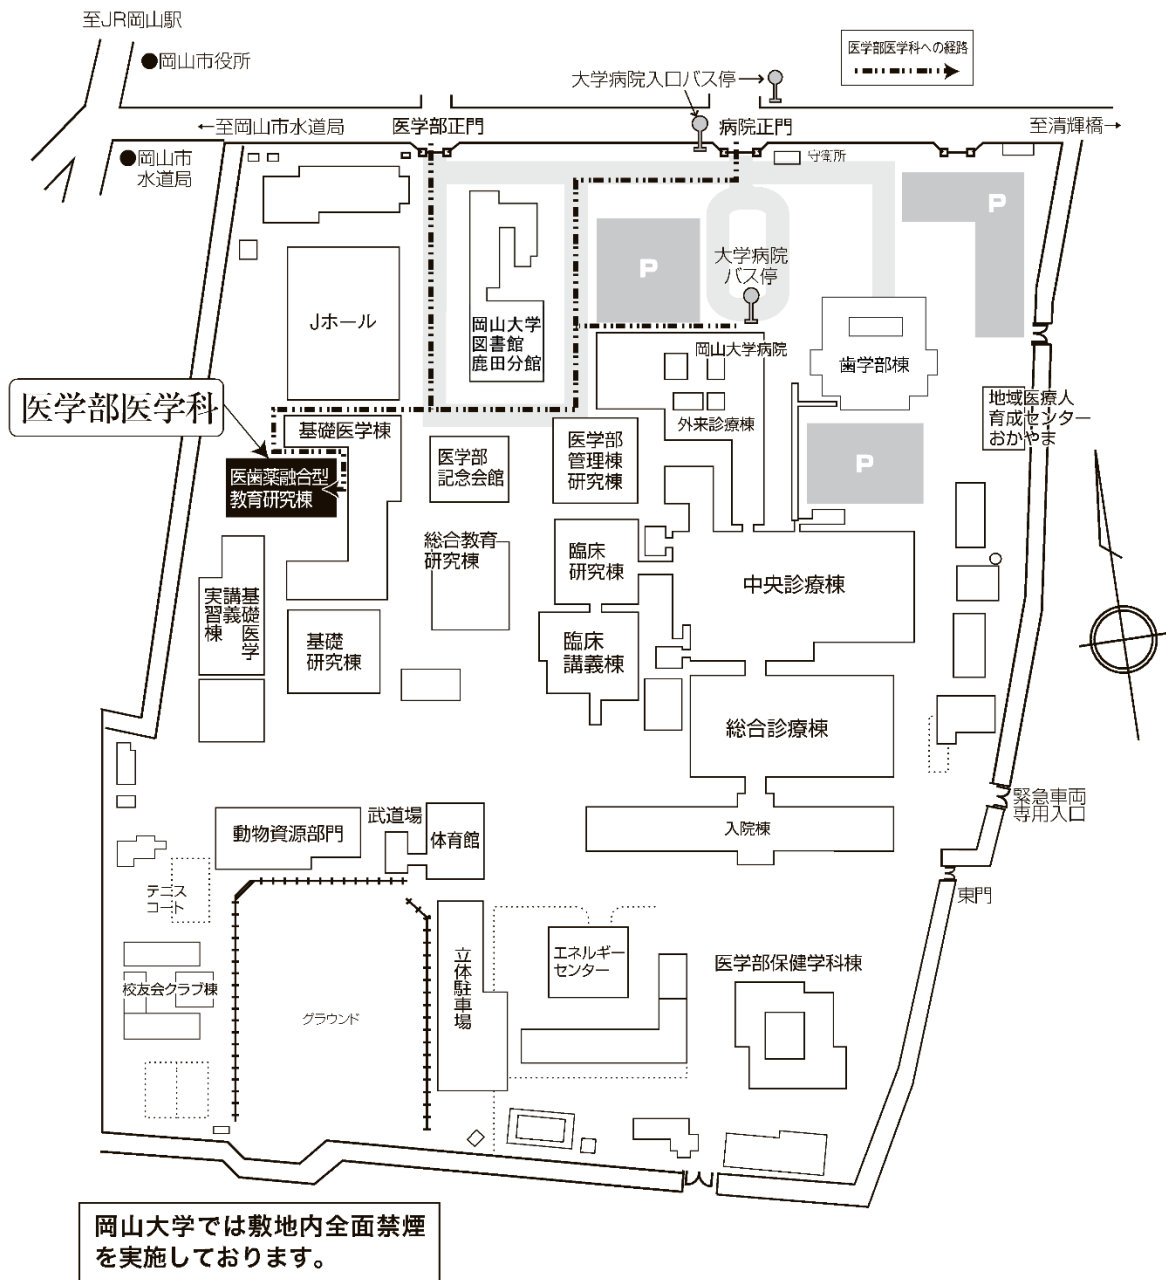 至JR岡山駅
●岡山市役所
医学部医学科への経路
大学病院入口バス停→
←至岡山市水道局
医学部正門
病院正門
至清輝橋→
●岡山市
水道局
守衛所
P
P
大学病院
バス停
Jホール
岡山大学
図書館
鹿田分館
岡山大学病院
歯学部棟
医学部医学科
地域医療人
育成センター
おかやま
基礎医学棟
外来診療棟
医学部
記念会館
医学部
管理棟
研究棟
P
医歯薬融合型
教育研究棟
総合教育
研究棟
臨床
研究棟
中央診療棟
基礎医学
講義
実習棟
基礎
研究棟
臨床
講義棟
総合診療棟
緊急車両
専用入口
動物資源部門
武道場
体育館
入院棟
テニス
コート
東門
立体駐車場
エネルギー
センター
医学部保健学科棟
校友会クラブ棟
グラウンド
岡山大学では敷地内全面禁煙
を実施しております。